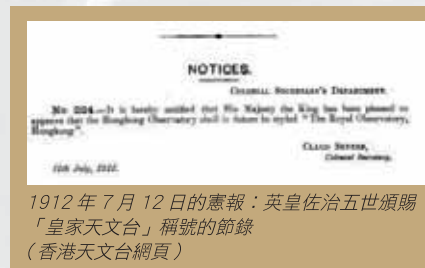 NOTICES.
COLONIAL SECRETARY'S DEPARTMENT.
No. 224.—It is hereby notified that His Majesty the King has been pleased to
approve that the Hongkong Observatory shall in future be styled "The Royal Observatory,
Hongkong".
CLAUD SEVERN,
Colonial Secretary.
12th July, 1912.
1912 年 7 月 12 日的憲報：英皇佐治五世頒賜
「皇家天文台」稱號的節錄
（香港天文台網頁）